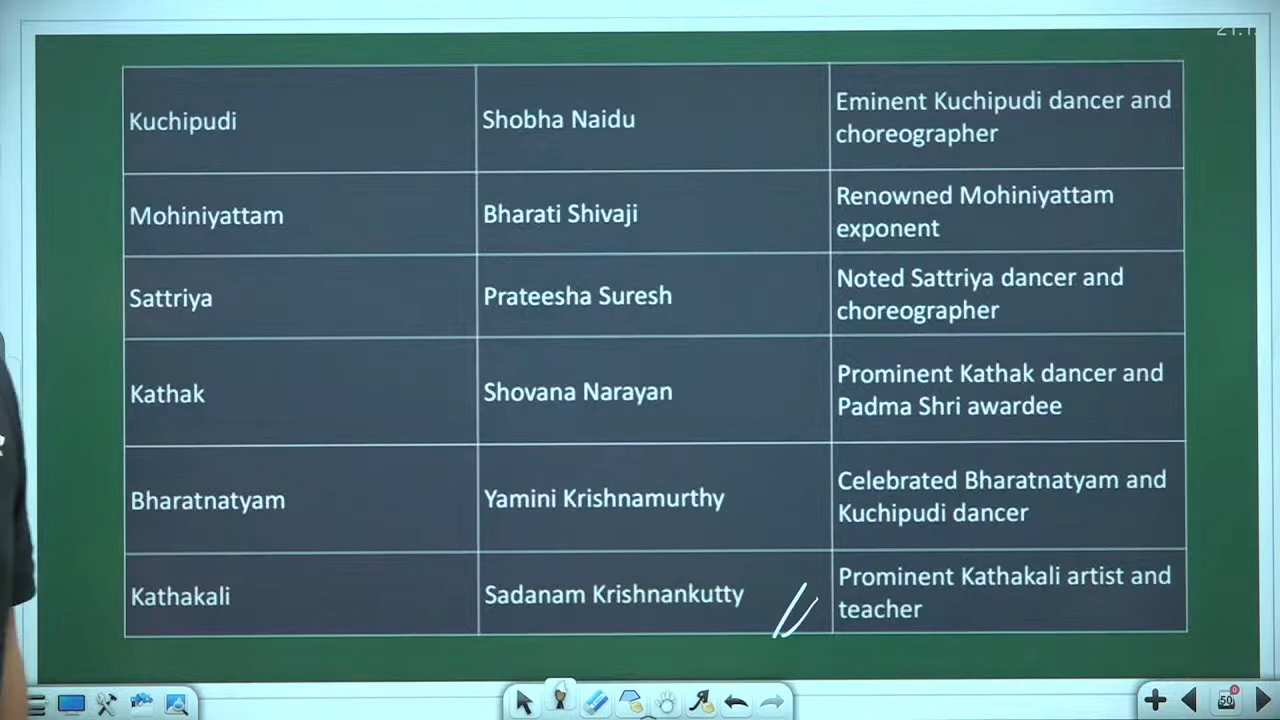 Kuchipudi
Shobha Naidu
Eminent Kuchipudi dancer and
choreographer
Mohiniyattam
Bharati Shivaji
Renowned Mohiniyattam
exponent
Sattriya
Prateesha Suresh
Noted Sattriya dancer and
choreographer
Kathak
Shovana Narayan
Prominent Kathak dancer and
Padma Shri awardee
Bharatnatyam
Yamini Krishnamurthy
Celebrated Bharatnatyam and
Kuchipudi dancer
Kathakali
Sadanam Krishnankutty
Prominent Kathakali artist and
teacher
50
0